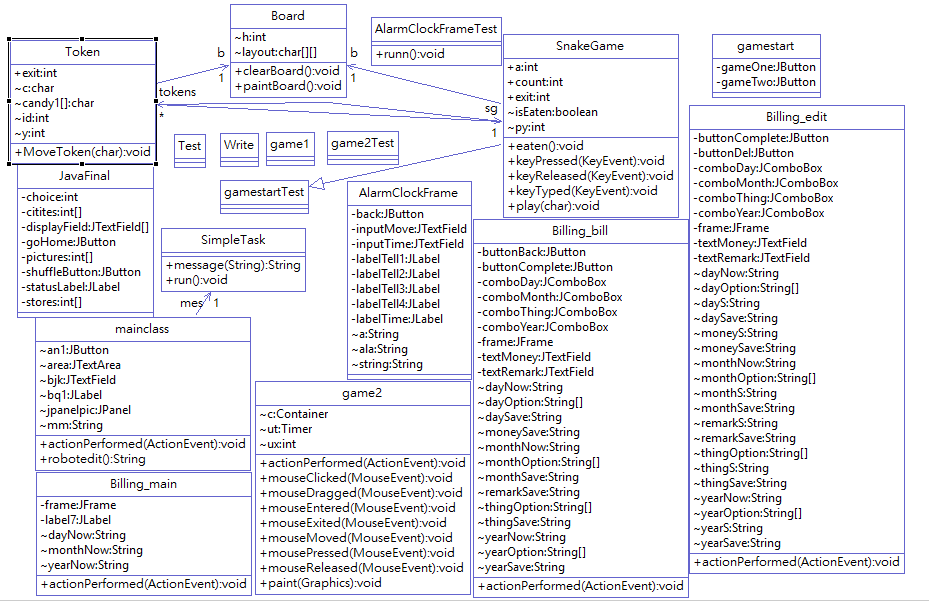 Token
+exit:int
~c:char
~candy1[]:char
~id:int
~y:int
+MoveToken(char):void
b
1
tokens
*
Board
~h:int
~layout:char[][]
+clearBoard():void
+paintBoard():void
b
1
AlarmClockFrameTest
+runn():void
SnakeGame
+a:int
+count:int
+exit:int
~isEaten:boolean
~py:int
+eaten():void
+keyPressed(KeyEvent):void
+keyReleased(KeyEvent):void
+keyTyped(KeyEvent):void
+play(char):void
sg
1
gamestart
-gameOne:JButton
-gameTwo:JButton
Test
Write
game1
game2Test
gamestartTest
JavaFinal
-choice:int
-citites:int[]
-displayField:JTextField[]
-goHome:JButton
-pictures:int[]
-shuffleButton:JButton
-statusLabel:JLabel
-stores:int[]
SimpleTask
+message(String):String
+run():void
mes
1
AlarmClockFrame
-back:JButton
-inputMove:JTextField
-inputTime:JTextField
-labelTell1:JLabel
-labelTell2:JLabel
-labelTell3:JLabel
-labelTell4:JLabel
-labelTime:JLabel
~a:String
~ala:String
~string:String
Billing_bill
-buttonBack:JButton
-buttonComplete:JButton
-comboDay:JComboBox
-comboMonth:JComboBox
-comboThing:JComboBox
-comboYear:JComboBox
-frame:JFrame
-textMoney:JTextField
-textRemark:JTextField
~dayNow:String
~dayOption:String[]
~daySave:String
~moneySave:String
~monthNow:String
~monthOption:String[]
~monthSave:String
~remarkSave:String
~thingOption:String[]
~thingSave:String
~yearNow:String
~yearOption:String[]
~yearSave:String
+actionPerformed(ActionEvent):void
Billing_edit
-buttonComplete:JButton
-buttonDel:JButton
-comboDay:JComboBox
-comboMonth:JComboBox
-comboThing:JComboBox
-comboYear:JComboBox
-frame:JFrame
-textMoney:JTextField
-textRemark:JTextField
~dayNow:String
~dayOption:String[]
~dayS:String
~daySave:String
~moneyS:String
~moneySave:String
~monthNow:String
~monthOption:String[]
~monthS:String
~monthSave:String
~remarkS:String
~remarkSave:String
~thingOption:String[]
~thingS:String
~thingSave:String
~yearNow:String
~yearOption:String[]
~yearS:String
~yearSave:String
+actionPerformed(ActionEvent):void
mainclass
~an1:JButton
~area:JTextArea
~bjk:JTextField
~bq1:JLabel
~jpanelpic:JPanel
~mm:String
+actionPerformed(ActionEvent):void
+robotedit():String
game2
~c:Container
~ut:Timer
~ux:int
+actionPerformed(ActionEvent):void
+mouseClicked(MouseEvent):void
+mouseDragged(MouseEvent):void
+mouseEntered(MouseEvent):void
+mouseExited(MouseEvent):void
+mouseMoved(MouseEvent):void
+mousePressed(MouseEvent):void
+mouseReleased(MouseEvent):void
+paint(Graphics):void
Billing_main
-frame:JFrame
-label7:JLabel
~dayNow:String
~monthNow:String
~yearNow:String
+actionPerformed(ActionEvent):void